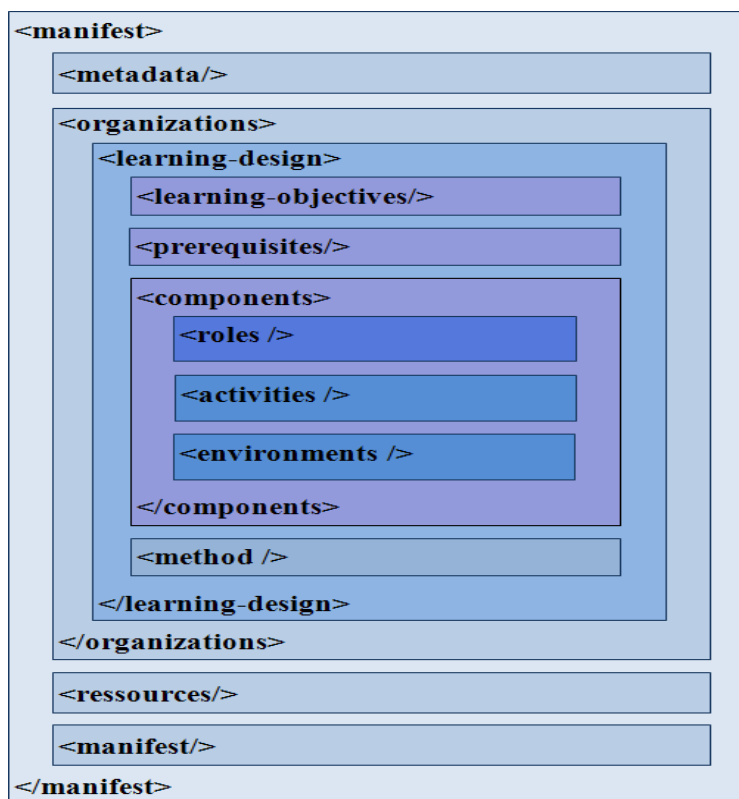 <manifest>
<metadata/>
<organizations>
<learning-design>
<learning-objectives/>
<prerequisites/>
<components>
<roles />
<activities />
<environments />
</components>
<method />
</learning-design>
</organizations>
<ressources/>
<manifest/>
</manifest>